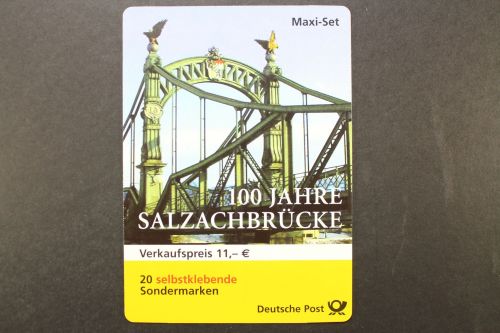 Maxi-Set
100 JAHRE
SALZACHBRÜCKE
Verkaufspreis 11,– €
20 selbstklebende
Sondermarken
Deutsche Post